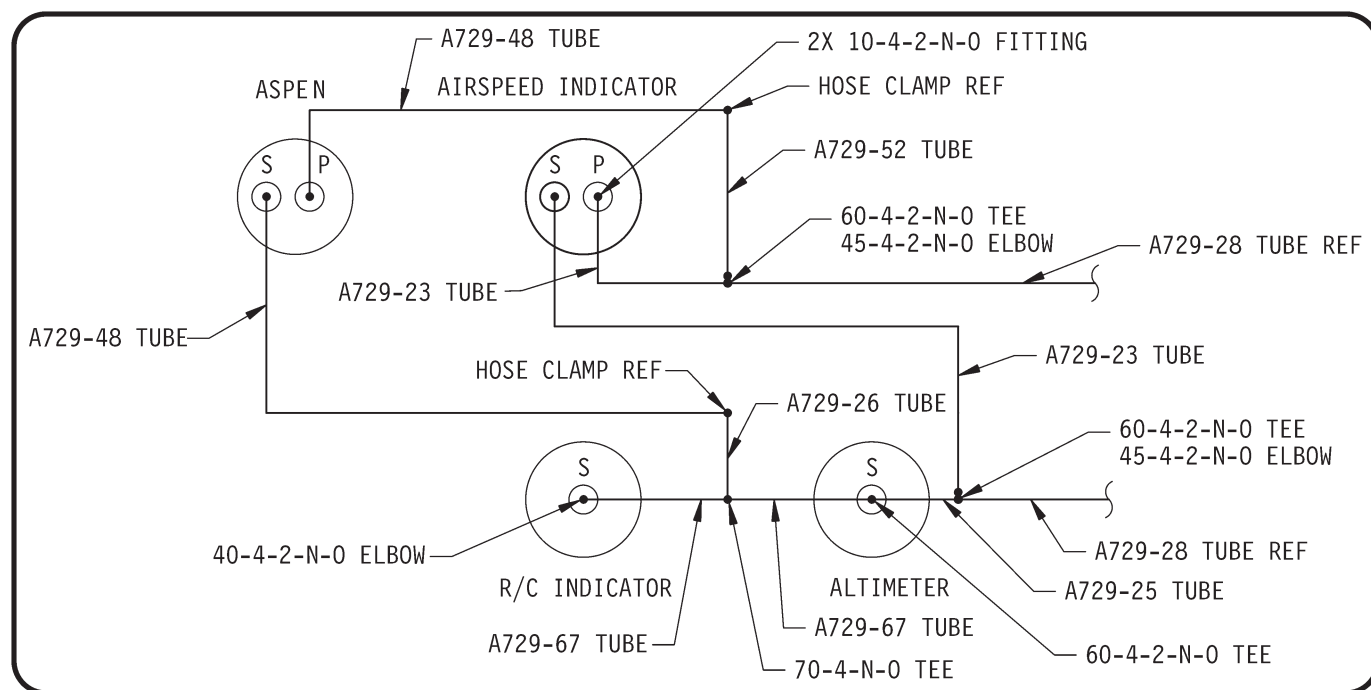 A729-48 TUBE
2X 10-4-2-N-O FITTING
ASPEN
AIRSPEED INDICATOR
HOSE CLAMP REF
S P
S P
A729-52 TUBE
60-4-2-N-O TEE
45-4-2-N-O ELBOW
A729-28 TUBE REF
A729-23 TUBE
A729-48 TUBE
A729-23 TUBE
HOSE CLAMP REF
A729-26 TUBE
60-4-2-N-O TEE
45-4-2-N-O ELBOW
S
S
40-4-2-N-O ELBOW
A729-28 TUBE REF
R/C INDICATOR
ALTIMETER
A729-25 TUBE
A729-67 TUBE
A729-67 TUBE
70-4-N-O TEE
60-4-2-N-O TEE